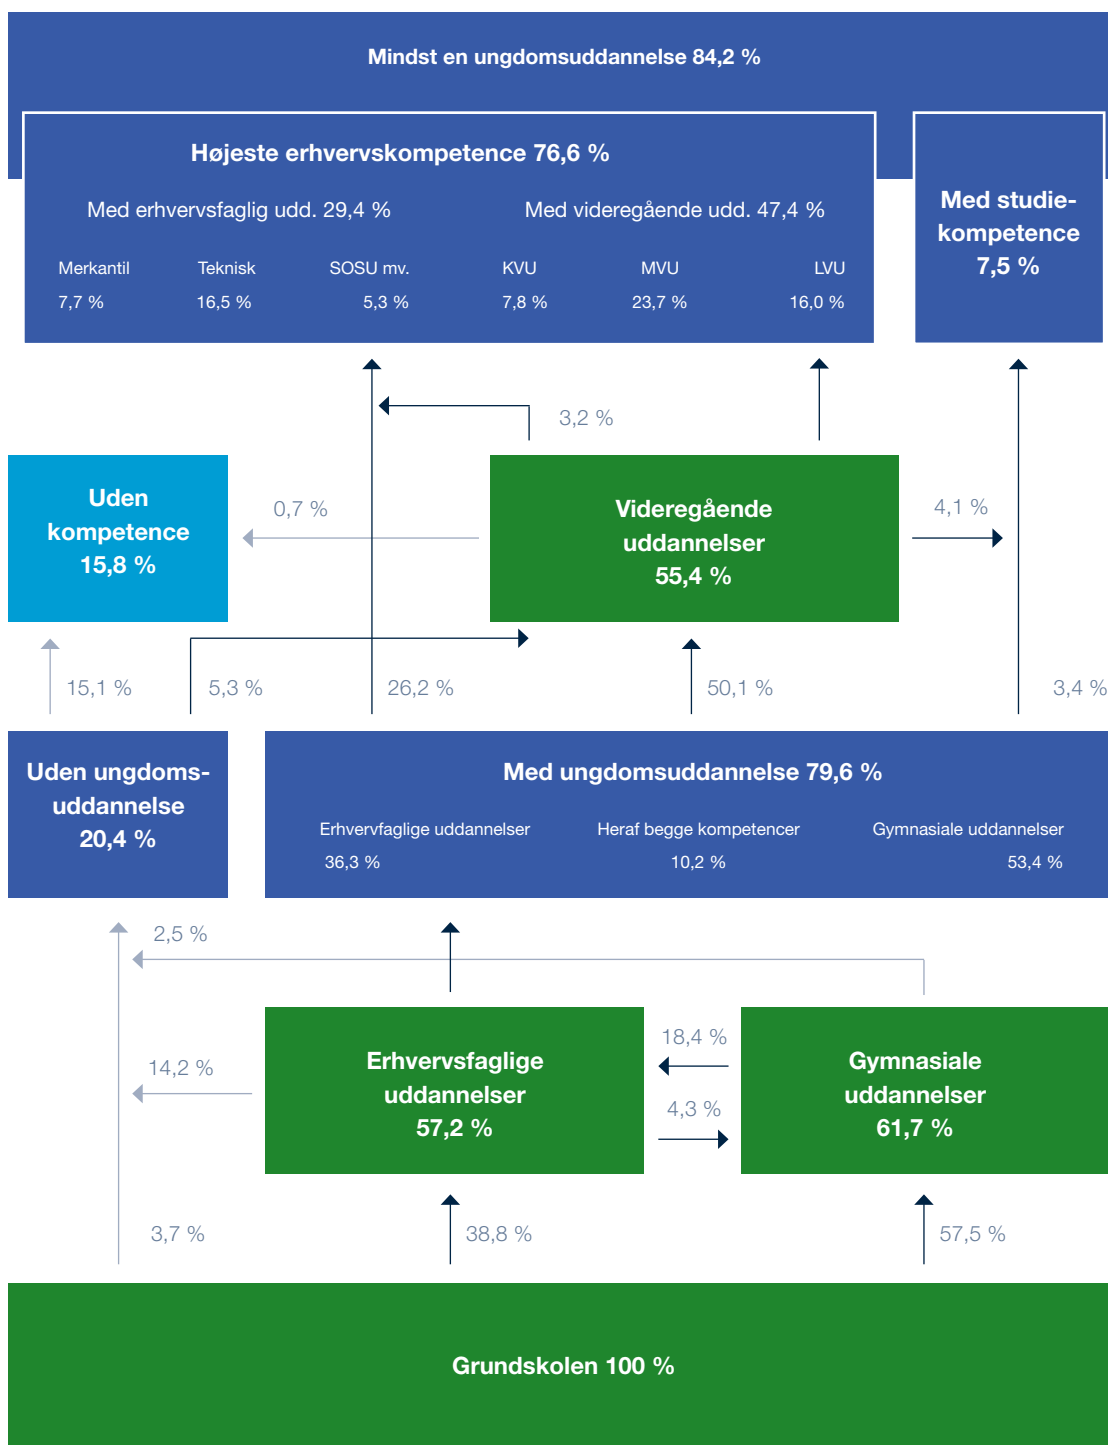 Mindst en ungdomsuddannelse 84,2 %
Højeste erhvervskompetence 76,6 %
Med erhvervsfaglig udd. 29,4 %
Med videregående udd. 47,4 %
Merkantil
Teknisk
SOSU mv.
KVU
MVU
LVU
7,7 %
16,5 %
5,3 %
7,8 %
23,7 %
16,0 %
Med studie-
kompetence
7,5 %
3,2 %
Uden
kompetence
15,8 %
0,7 %
Videregående
uddannelser
55,4 %
4,1 %
15,1 %
5,3 %
26,2 %
50,1 %
3,4 %
Uden ungdoms-
uddannelse
20,4 %
Med ungdomsuddannelse 79,6 %
Erhvervfaglige uddannelser
Heraf begge kompetencer
Gymnasiale uddannelser
36,3 %
10,2 %
53,4 %
2,5 %
14,2 %
Erhvervsfaglige
uddannelser
57,2 %
18,4 %
4,3 %
Gymnasiale
uddannelser
61,7 %
3,7 %
38,8 %
57,5 %
Grundskolen 100 %